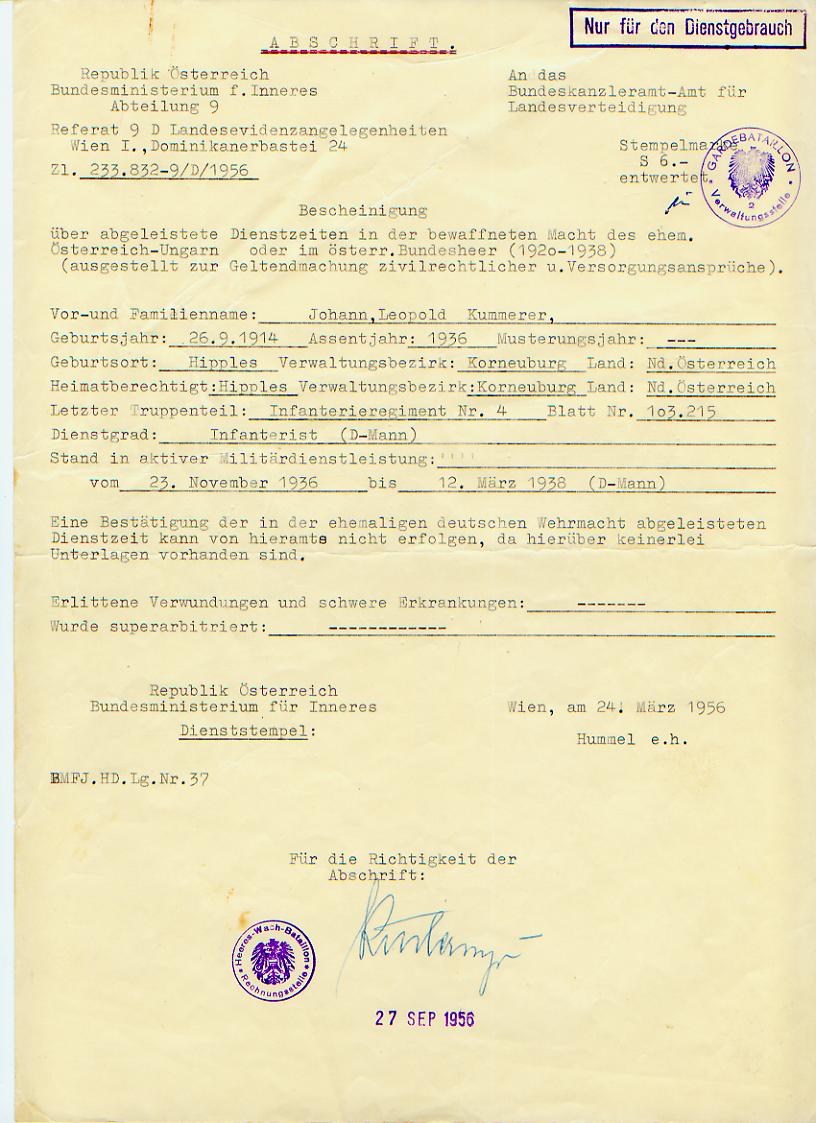 Nur für den Dienstgebrauch
ABSCHRIFT.
Republik Österreich
Bundesministerium f.Inneres
Abteilung 9
An das
Bundeskanzleramt-Amt für
Landesverteidigung
Referat 9 D Landesevidenzangelegenheiten
Wien I.,Dominikanerbastei 24
Zl. 233.832-9/D/1956
Stempelmarke
S 6.-
entwertet
GARDEBATAILLON
2
Verwaltungsstelle
Bescheinigung
über abgeleistete Dienstzeiten in der bewaffneten Macht des ehem.
Österreich-Ungarn oder im österr.Bundesheer (192o-1938)
(ausgestellt zur Geltendmachung zivilrechtlicher u.Versorgungsansprüche).
Vor-und Familienname: Johann,Leopold Kummerer,
Geburtsjahr: 26.9.1914 Assentjahr: 1936 Musterungsjahr: ---
Geburtsort: Hipples Verwaltungsbezirk: Korneuburg Land: Nd.Österreich
Heimatberechtigt:Hipples Verwaltungsbezirk:Korneuburg Land: Nd.Österreich
Letzter Truppenteil: Infanterieregiment Nr. 4 Blatt Nr. 1o3.215
Dienstgrad: Infanterist (D-Mann)
Stand in aktiver Militärdienstleistung:
vom 23. November 1936 bis 12. März 1938 (D-Mann)
Eine Bestätigung der in der ehemaligen deutschen Wehrmacht abgeleisteten
Dienstzeit kann von hieramts nicht erfolgen, da hierüber keinerlei
Unterlagen vorhanden sind.
Erlittene Verwundungen und schwere Erkrankungen: -------
Wurde superarbitriert: ------------
Republik Österreich
Bundesministerium für Inneres
Dienststempel:
Wien, am 24. März 1956
Hummel e.h.
BMFJ.HD.Lg.Nr.37
Für die Richtigkeit der
Abschrift:
Heeres-Wach-Bataillon
Rechnungsstelle
27 SEP 1956